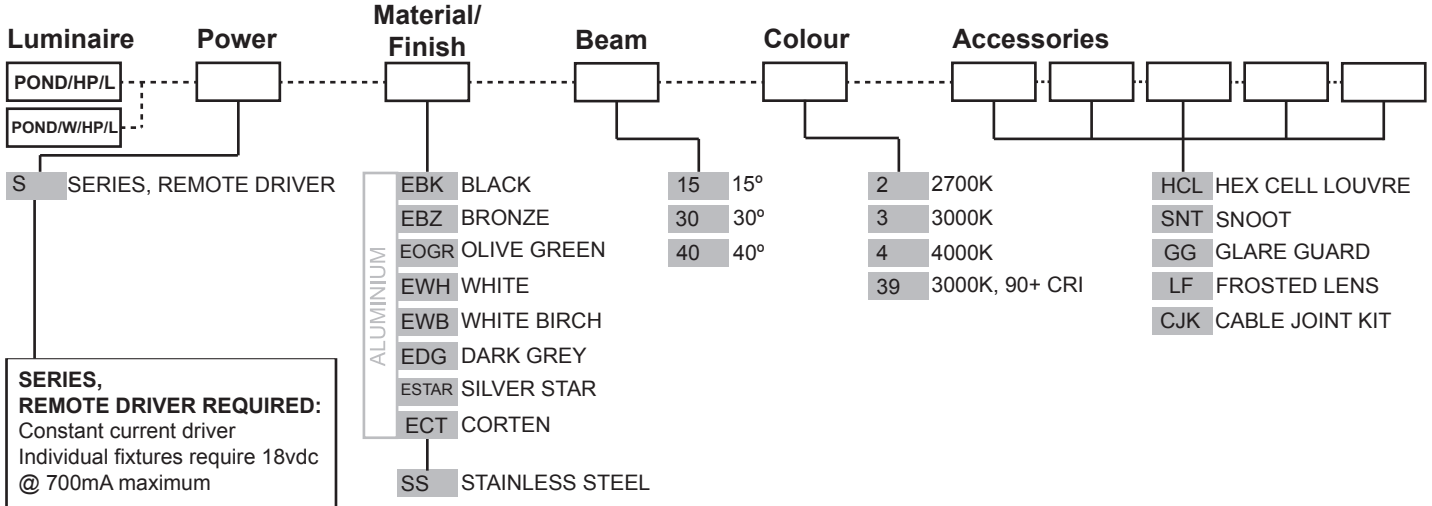 Luminaire
Power
Material/
Finish
Beam
Colour
Accessories
POND/HP/L
POND/W/HP/L
S SERIES, REMOTE DRIVER
SERIES,
REMOTE DRIVER REQUIRED:
Constant current driver
Individual fixtures require 18vdc
@ 700mA maximum
ALUMINIUM
EBK BLACK
EBZ BRONZE
EOGR OLIVE GREEN
EWH WHITE
EWB WHITE BIRCH
EDG DARK GREY
ESTAR SILVER STAR
ECT CORTEN
SS STAINLESS STEEL
15 15º
30 30º
40 40º
2 2700K
3 3000K
4 4000K
39 3000K, 90+ CRI
HCL HEX CELL LOUVRE
SNT SNOOT
GG GLARE GUARD
LF FROSTED LENS
CJK CABLE JOINT KIT